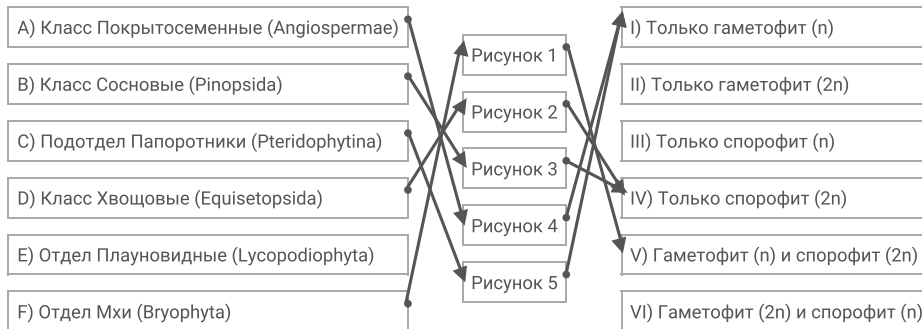 A) Класс Покрытосеменные (Angiospermae)
B) Класс Сосновые (Pinopsida)
C) Подотдел Папоротники (Pteridophytina)
D) Класс Хвощовые (Equisetopsida)
E) Отдел Плауновидные (Lycopodiophyta)
F) Отдел Мхи (Bryophyta)
Рисунок 1
Рисунок 2
Рисунок 3
Рисунок 4
Рисунок 5
I) Только гаметофит (n)
II) Только гаметофит (2n)
III) Только спорофит (n)
IV) Только спорофит (2n)
V) Гаметофит (n) и спорофит (2n)
VI) Гаметофит (2n) и спорофит (n)